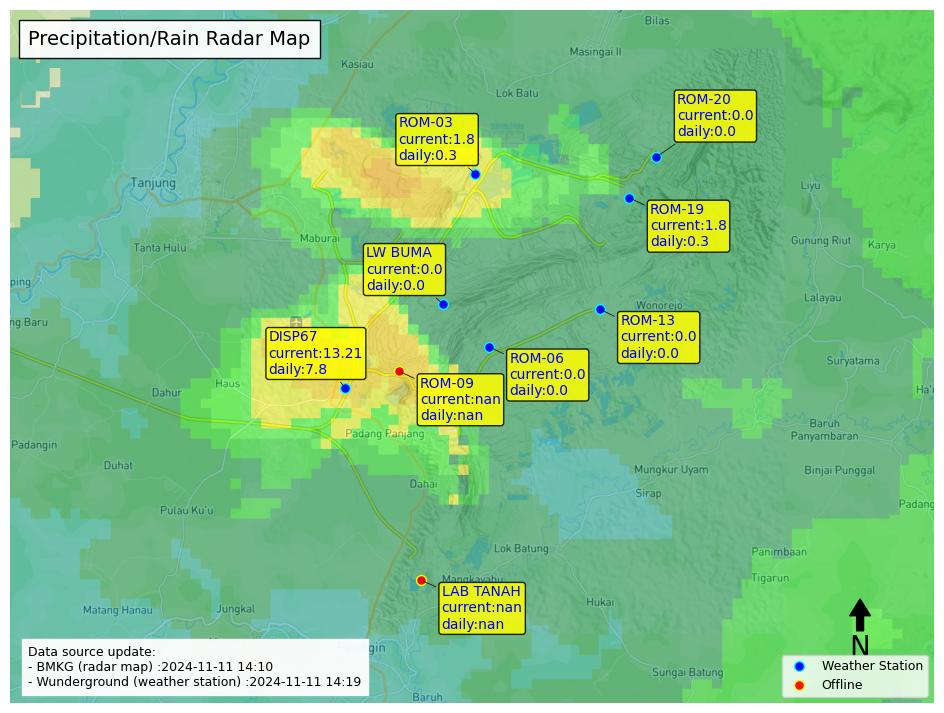 Precipitation/Rain Radar Map
Bilas
Masingai II
Kasiau
Lok Batu
ROM-20
current:0.0
daily:0.0
ROM-03
current:1.8
daily:0.3
Tanjung
Liyu
ROM-19
current:1.8
daily:0.3
Maburai
Tanta Hulu
Gunung Riut
Karya
LW BUMA
current:0.0
daily:0.0
ping
Lalayau
Wonorejo
ng Baru
ROM-13
current:0.0
daily:0.0
DISP67
current:13.21
daily:7.8
ROM-06
current:0.0
daily:0.0
Suryatama
Haus
Dahur
ROM-09
current:nan
daily:nan
Padang Panjang
Baruh
Panyambaran
Padangin
Duhat
Mungkur Uyam
Binjai Punggal
Dahai
Sirap
Padang
Pulau Ku'u
Lok Batung
Panimbaan
Tigarun
Mangkayahu
LAB TANAH
current:nan
daily:nan
Hukai
Matang Hanau
Jungkal
N
Data source update:
- BMKG (radar map) :2024-11-11 14:10
- Wunderground (weather station) :2024-11-11 14:19
gin
Sungai Batung
Weather Station
Offline
Baruh